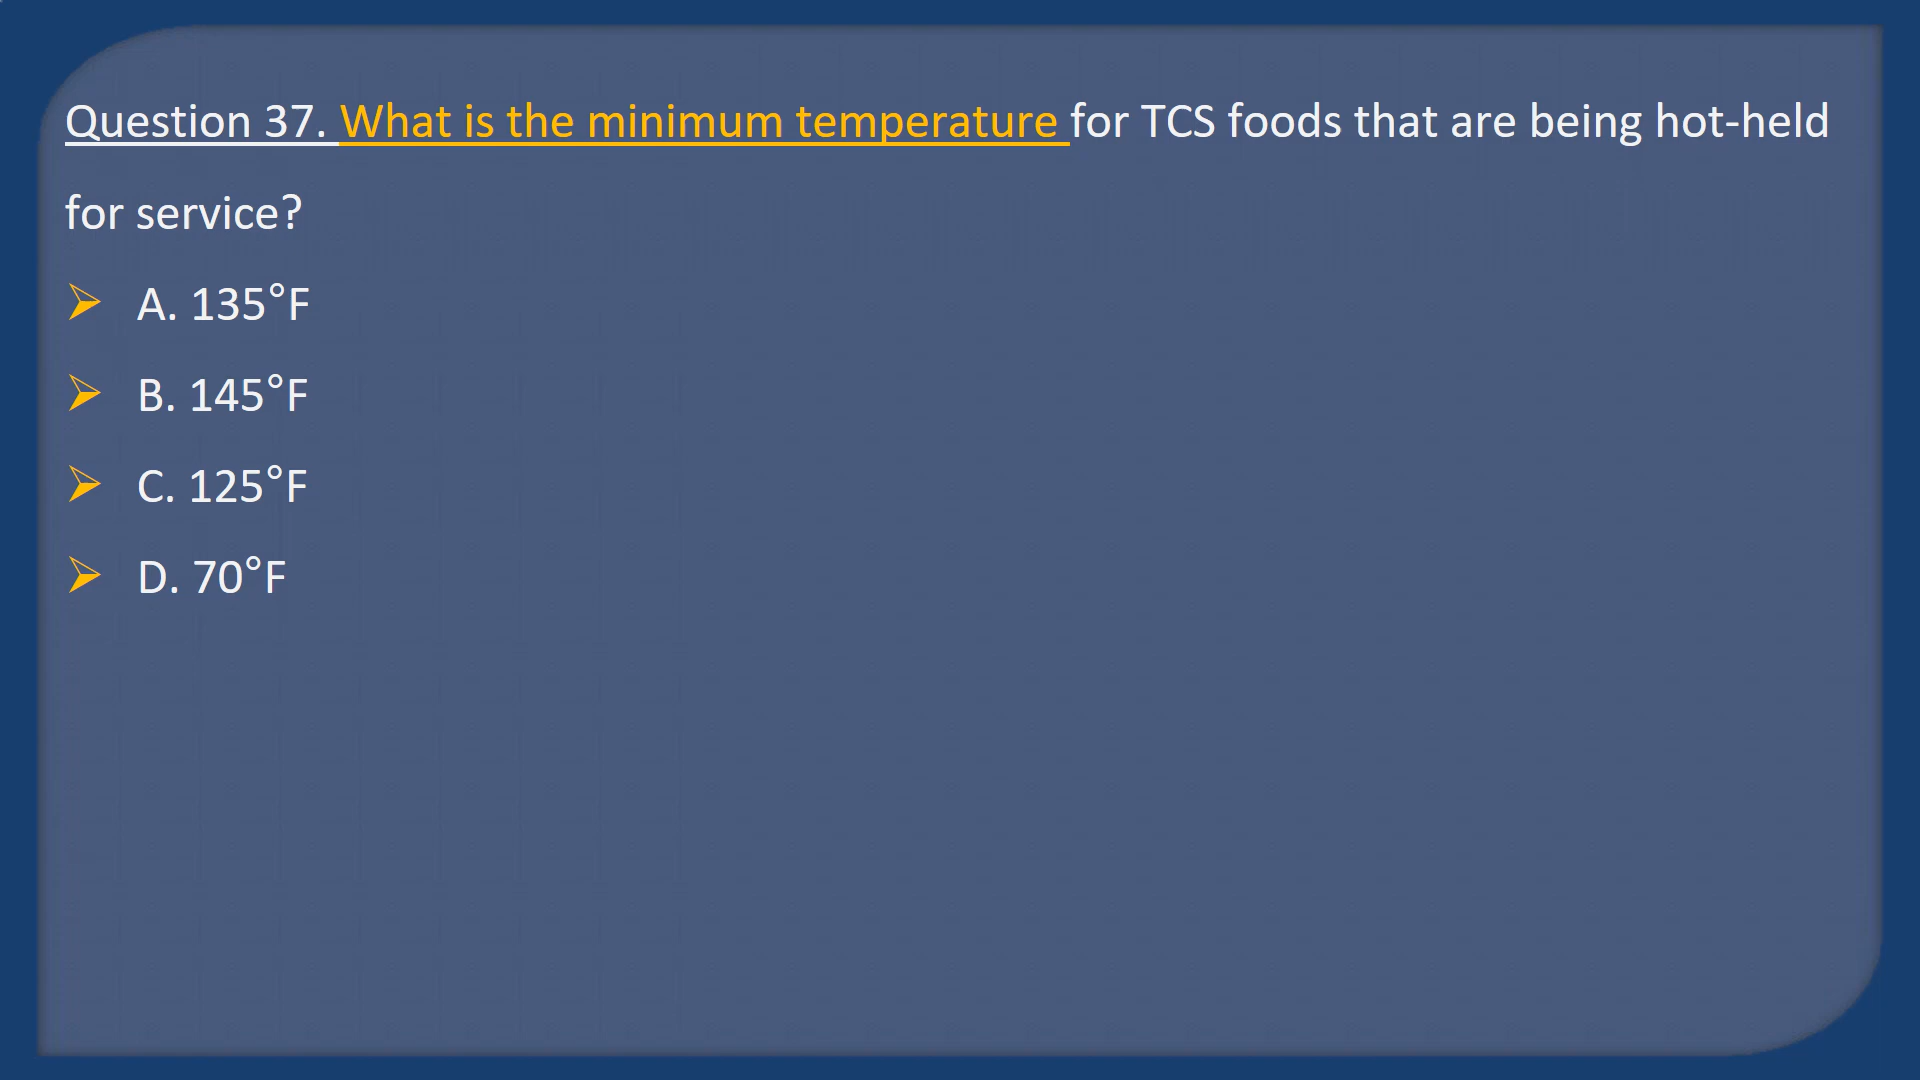 Question 37. What is the minimum temperature for TCS foods that are being hot-held
for service?
A. 135°F
B. 145°F
C. 125°F
D. 70°F